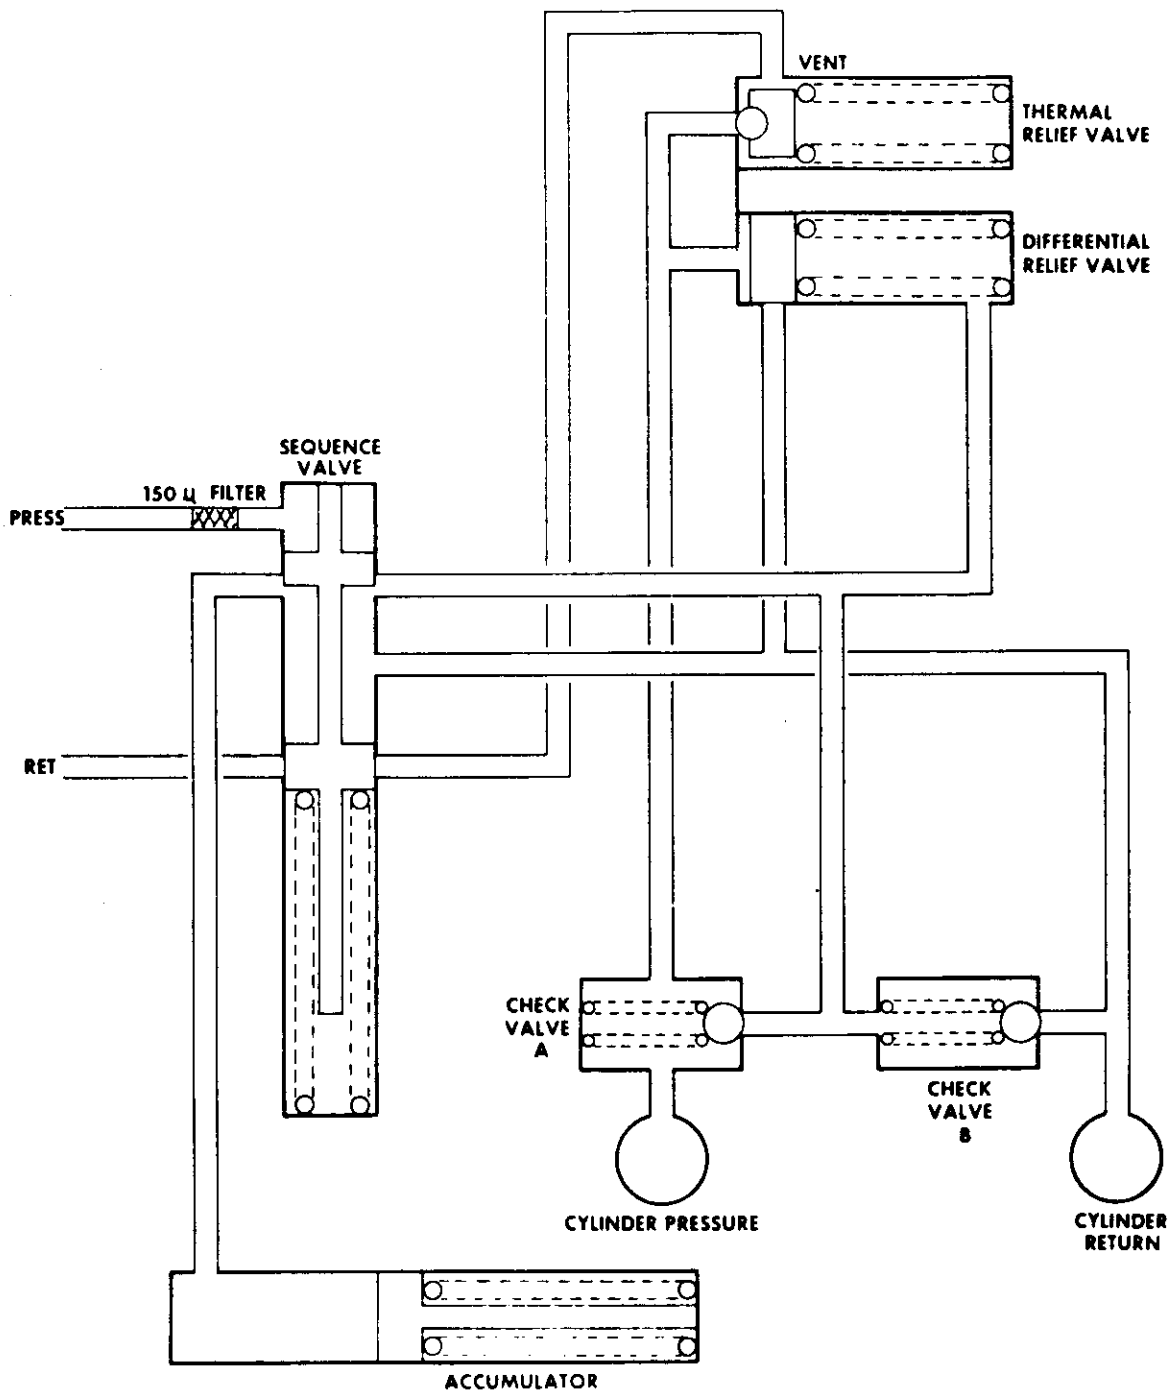 VENT
THERMAL
RELIEF VALVE
DIFFERENTIAL
RELIEF VALVE
SEQUENCE
VALVE
150 μ FILTER
PRESS
RET
CHECK
VALVE
A
CHECK
VALVE
B
CYLINDER PRESSURE
CYLINDER
RETURN
ACCUMULATOR